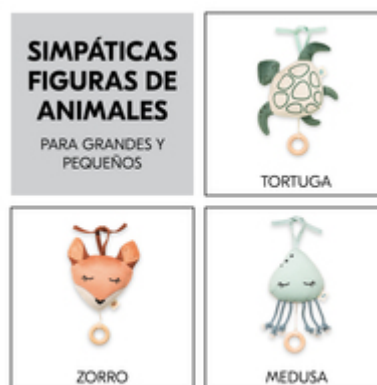 SIMPÁTICAS
FIGURAS DE
ANIMALES
PARA GRANDES Y
PEQUEÑOS
TORTUGA
ZORRO
MEDUSA